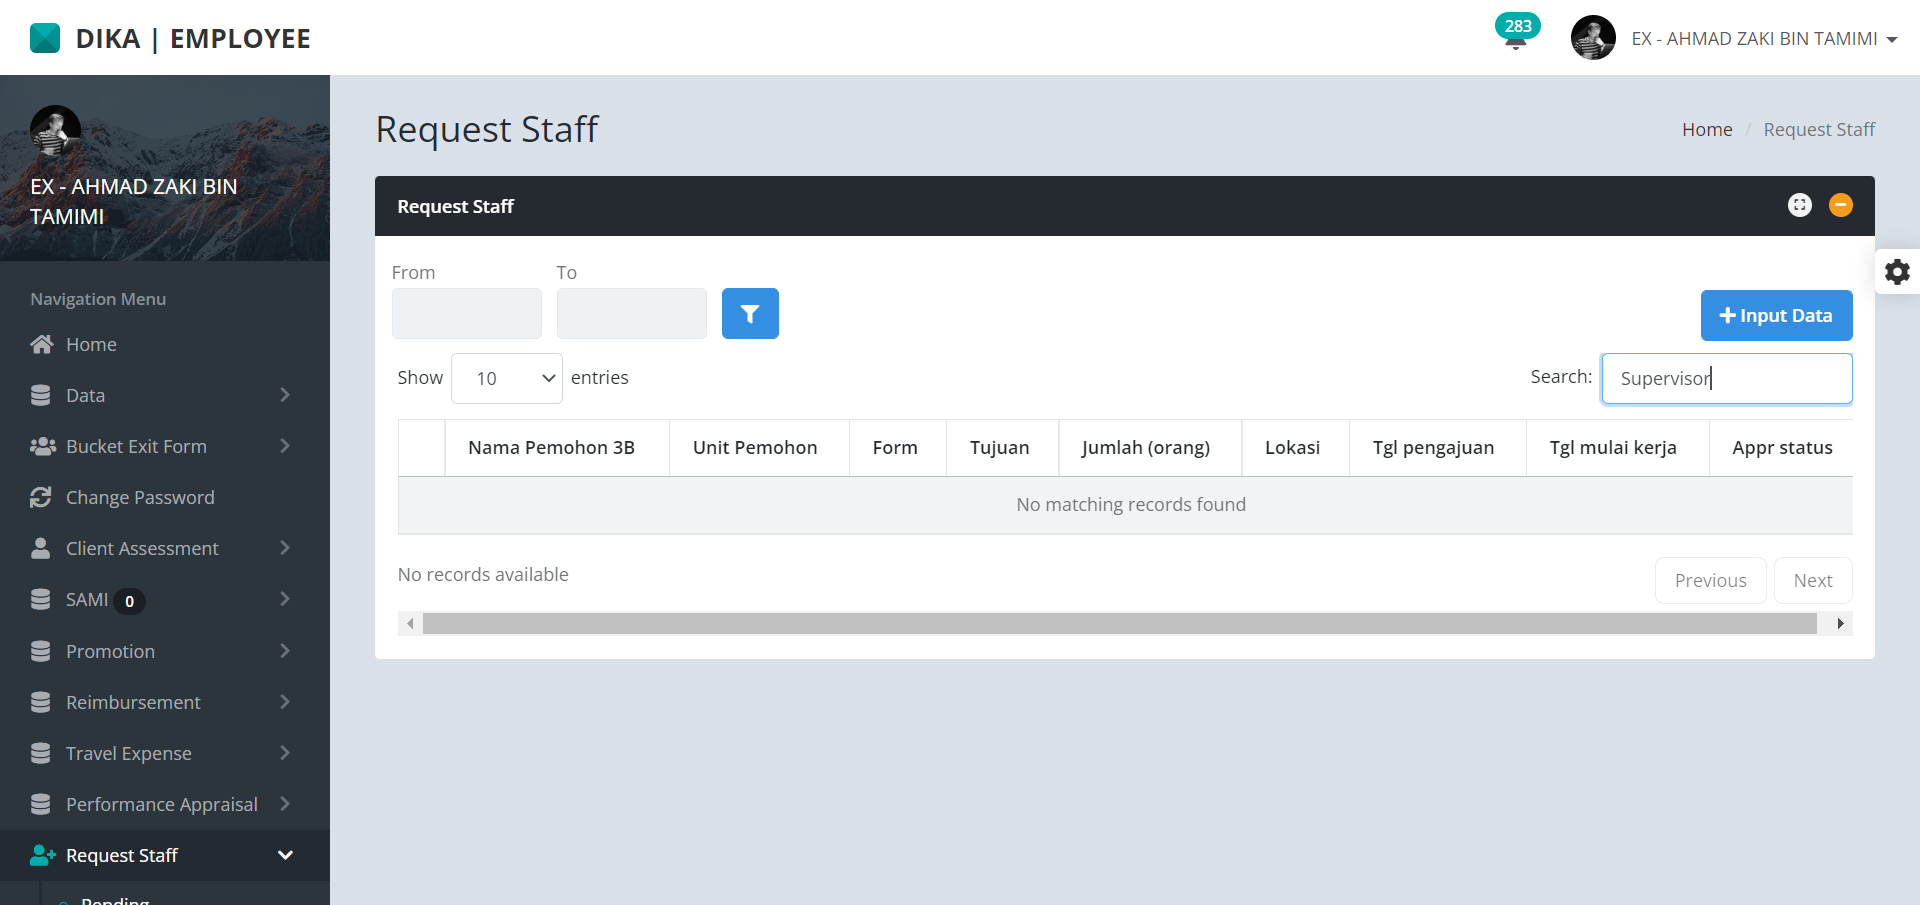 DIKA | EMPLOYEE
283
EX - AHMAD ZAKI BIN TAMIMI
EX - AHMAD ZAKI BIN
TAMIMI
Navigation Menu
Home
Data
Bucket Exit Form
Change Password
Client Assessment
SAMI 0
Promotion
Reimbursement
Travel Expense
Performance Appraisal
Request Staff
Pending
Request Staff
Home / Request Staff
Request Staff
From To
Input Data
Show 10 entries
Search: Supervisor
Nama Pemohon 3B Unit Pemohon Form Tujuan Jumlah (orang) Lokasi Tgl pengajuan Tgl mulai kerja Appr status
No matching records found
No records available
Previous Next